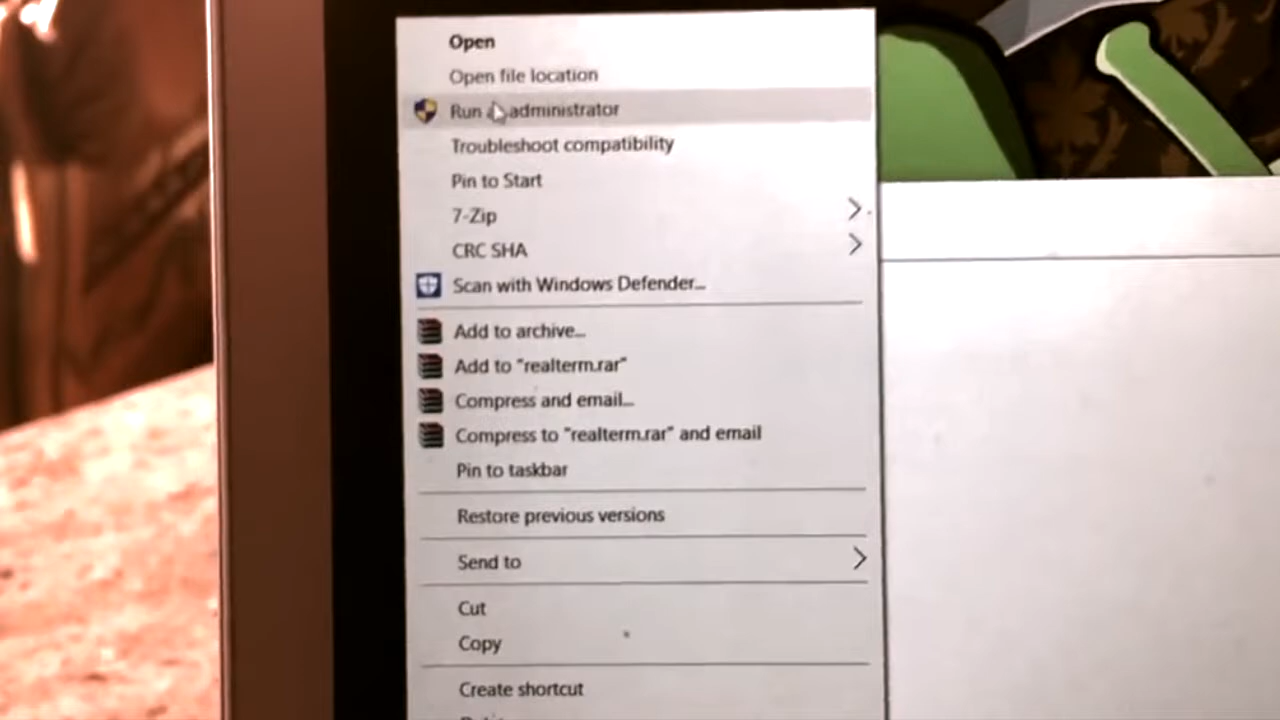 Open
Open file location
Run administrator
Troubleshoot compatibility
Pin to Start
7-Zip
CRC SHA
Scan with Windows Defender...
Add to archive...
Add to "realterm.rar"
Compress and email...
Compress to "realterm.rar" and email
Pin to taskbar
Restore previous versions
Send to
Cut
Copy
Create shortcut